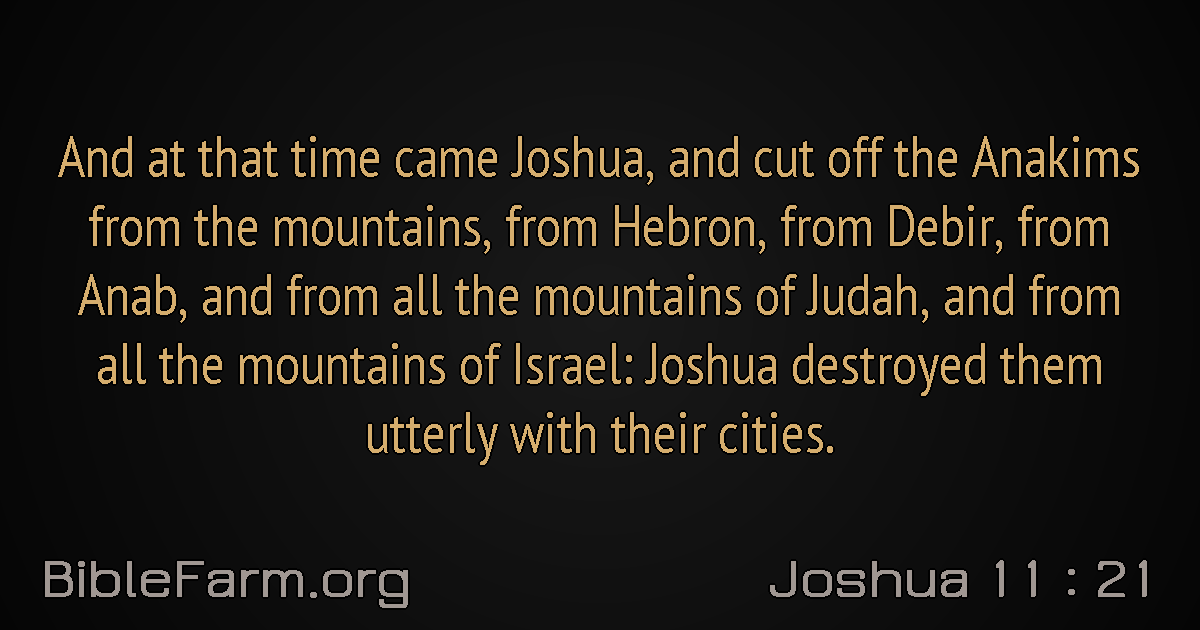 And at that time came Joshua, and cut off the Anakims
from the mountains, from Hebron, from Debir, from
Anab, and from all the mountains of Judah, and from
all the mountains of Israel: Joshua destroyed them
utterly with their cities.
BibleFarm.org
Joshua 11 : 21